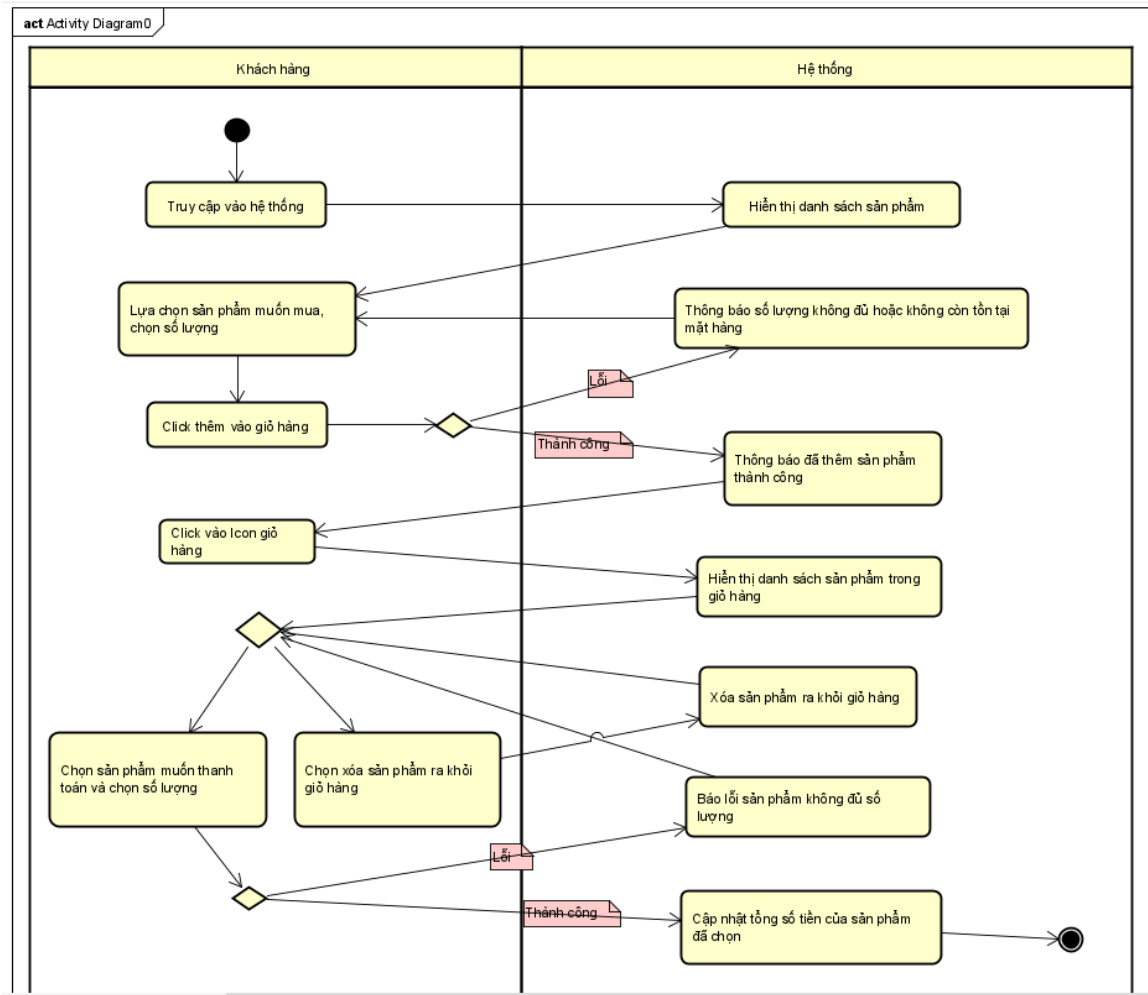 act Activity Diagram0
Khách hàng
Hệ thống
Truy cập vào hệ thống
Hiển thị danh sách sản phẩm
Lựa chọn sản phẩm muốn mua,
chọn số lượng
Thông báo số lượng không đủ hoặc không còn tồn tại
mặt hàng
Lỗi
Click thêm vào giỏ hàng
Thành công
Thông báo đã thêm sản phẩm
thành công
Click vào Icon giỏ
hàng
Hiển thị danh sách sản phẩm trong
giỏ hàng
Xóa sản phẩm ra khỏi giỏ hàng
Chọn sản phẩm muốn thanh
toán và chọn số lượng
Chọn xóa sản phẩm ra khỏi
giỏ hàng
Báo lỗi sản phẩm không đủ số
lượng
Lỗi
Thành công
Cập nhật tổng số tiền của sản phẩm
đã chọn